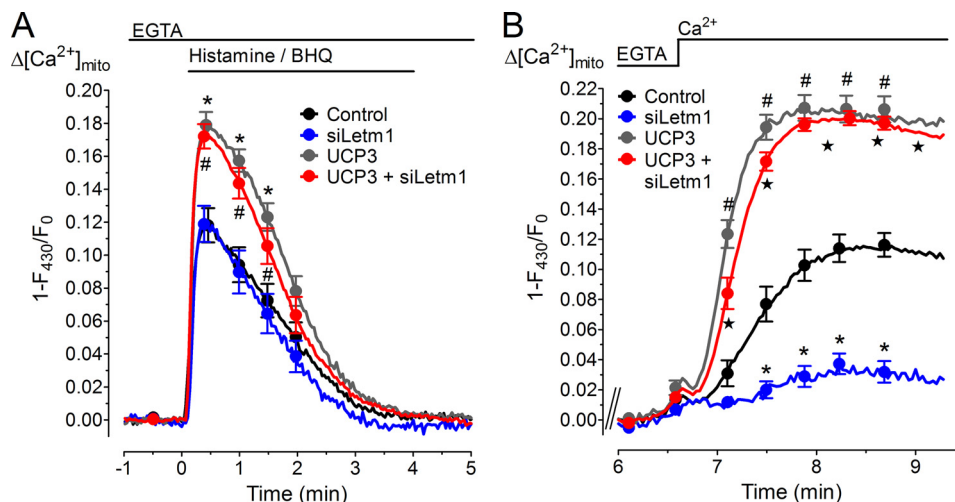 A
EGTA
Histamine / BHQ
Δ[Ca²⁺]mito
Control
siLetm1
UCP3
UCP3 + siLetm1
* * *
# # #
0.20
0.18
0.16
0.14
0.12
0.10
0.08
0.06
0.04
0.02
0.00
1-F₄₃₀/F₀
-1 0 1 2 3 4 5
Time (min)
B
Ca²⁺
EGTA
Δ[Ca²⁺]mito
Control
siLetm1
UCP3
UCP3 +
siLetm1
# # # # #
★ ★ ★ ★ ★
* * * *
0.22
0.20
0.18
0.16
0.14
0.12
0.10
0.08
0.06
0.04
0.02
0.00
1-F₄₃₀/F₀
6 7 8 9
Time (min)